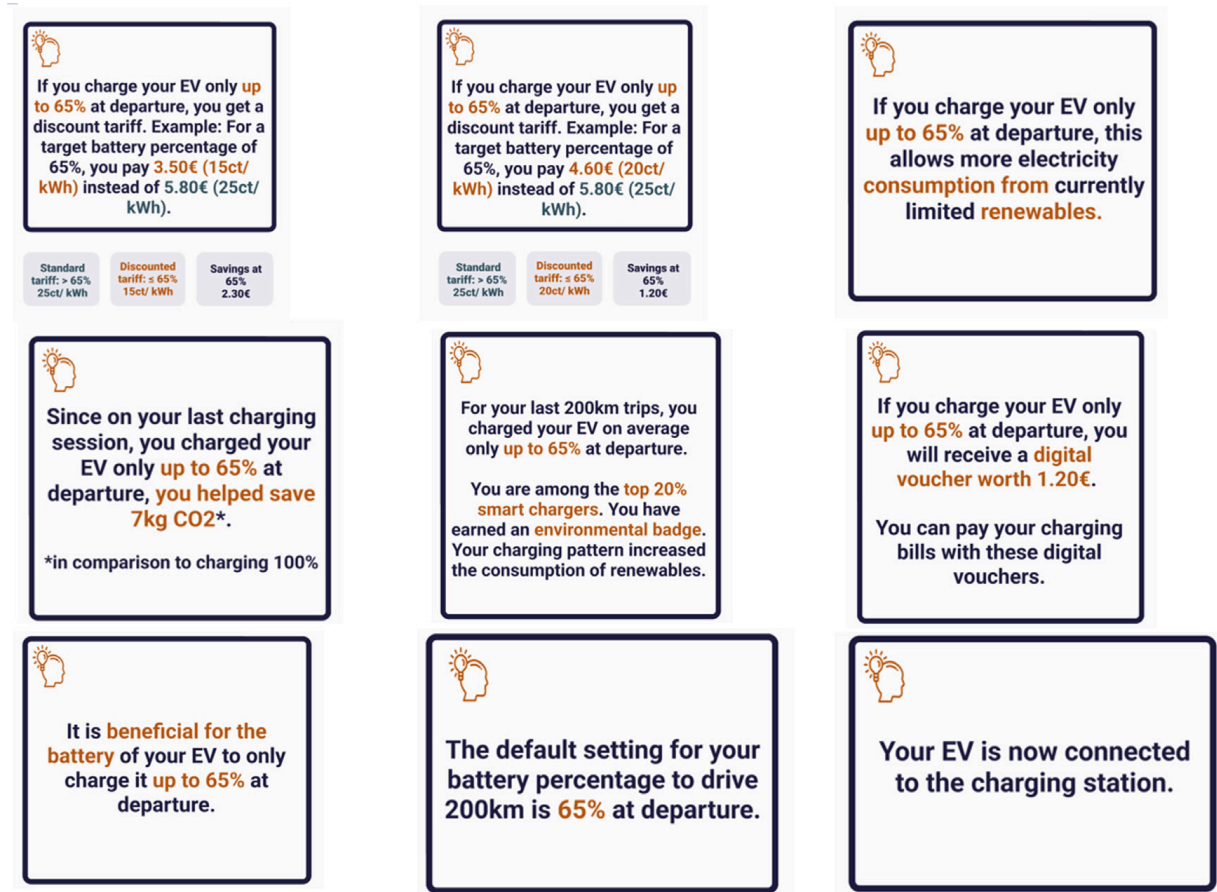 If you charge your EV only up
to 65% at departure, you get a
discount tariff. Example: For a
target battery percentage of
65%, you pay 3.50€ (15ct/
kWh) instead of 5.80€ (25ct/
kWh).
Standard
tariff: > 65%
25ct/ kWh
Discounted
tariff: ≤ 65%
15ct/ kWh
Savings at
65%
2.30€
If you charge your EV only up
to 65% at departure, you get a
discount tariff. Example: For a
target battery percentage of
65%, you pay 4.60€ (20ct/
kWh) instead of 5.80€ (25ct/
kWh).
Standard
tariff: > 65%
25ct/ kWh
Discounted
tariff: ≤ 65%
20ct/ kWh
Savings at
65%
1.20€
If you charge your EV only
up to 65% at departure, this
allows more electricity
consumption from currently
limited renewables.
Since on your last charging
session, you charged your
EV only up to 65% at
departure, you helped save
7kg CO2*.
*in comparison to charging 100%
For your last 200km trips, you
charged your EV on average
only up to 65% at departure.
You are among the top 20%
smart chargers. You have
earned an environmental badge.
Your charging pattern increased
the consumption of renewables.
If you charge your EV only
up to 65% at departure, you
will receive a digital
voucher worth 1.20€.
You can pay your charging
bills with these digital
vouchers.
It is beneficial for the
battery of your EV to only
charge it up to 65% at
departure.
The default setting for your
battery percentage to drive
200km is 65% at departure.
Your EV is now connected
to the charging station.